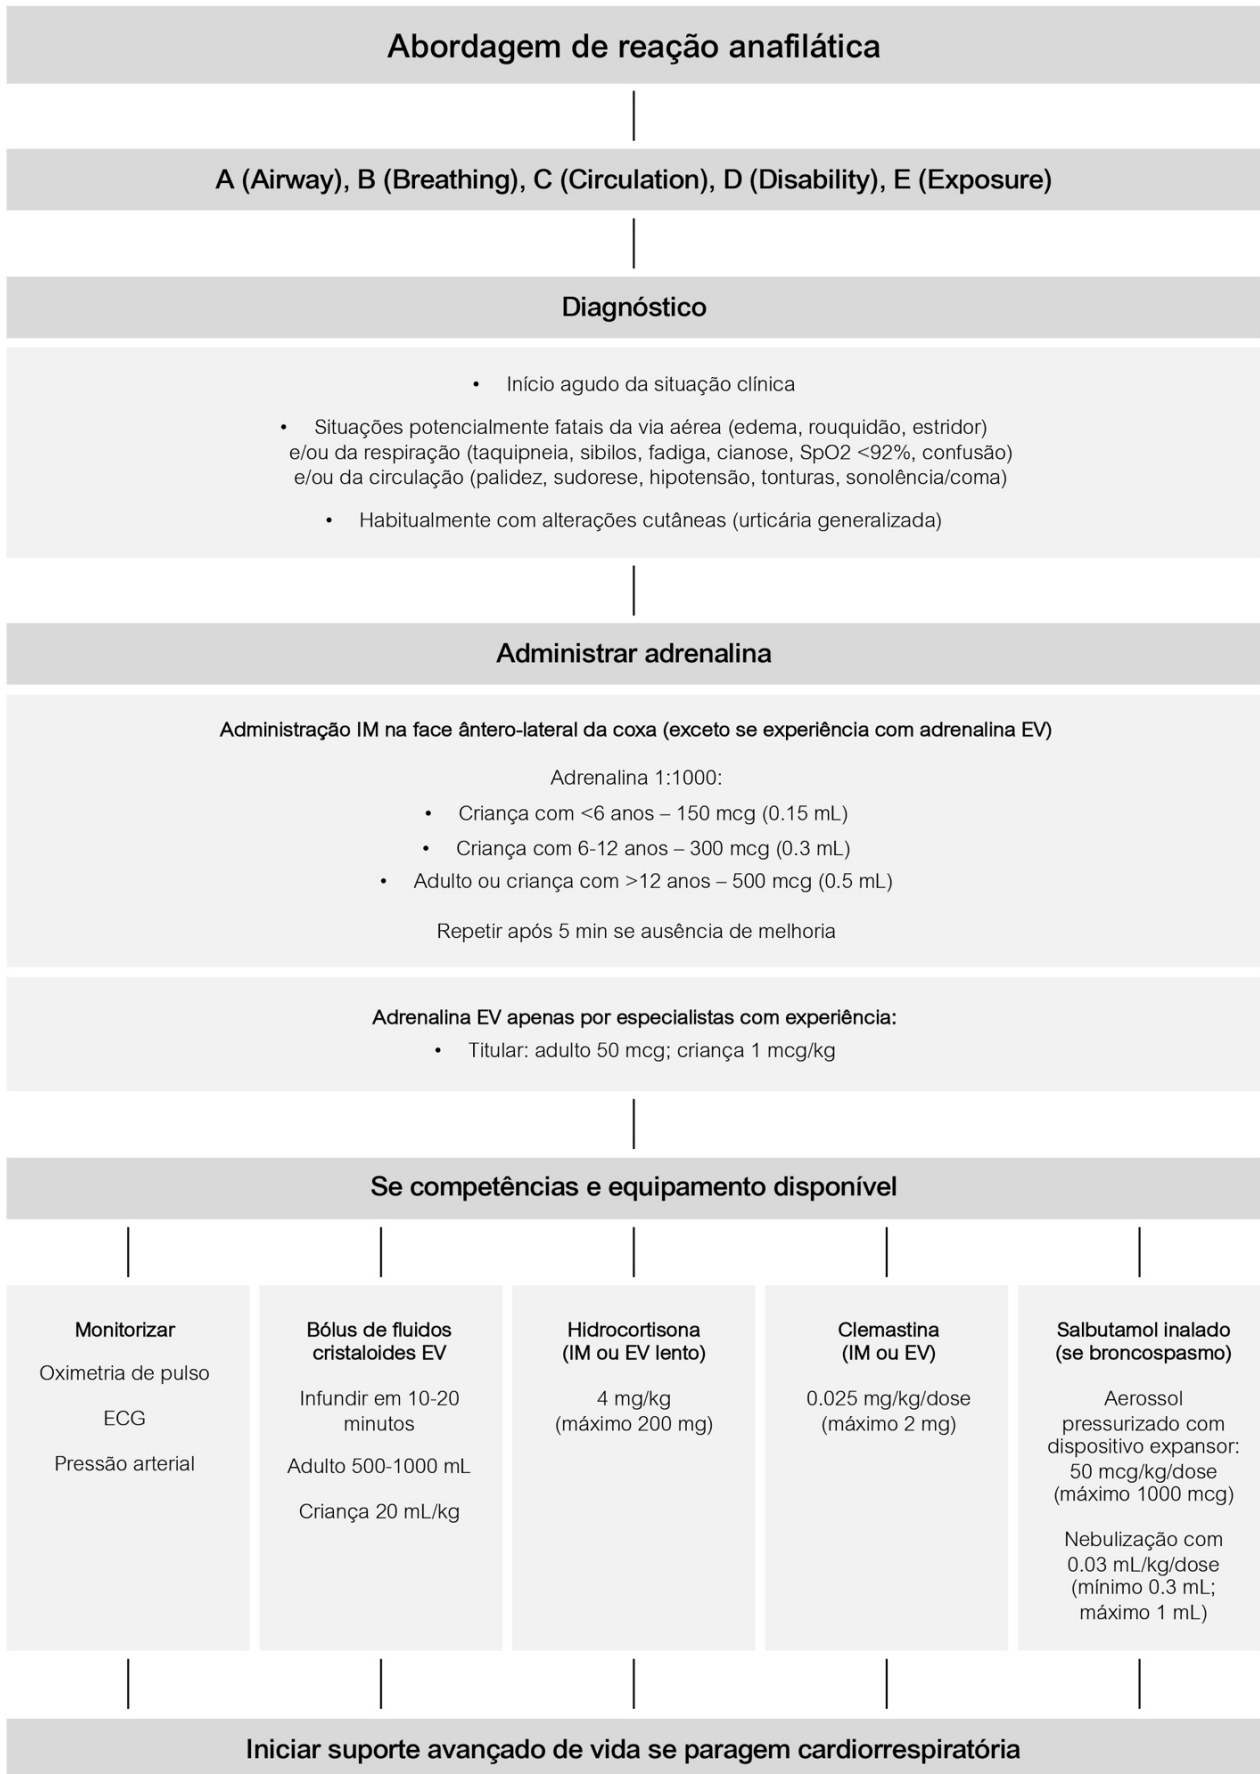 Abordagem de reação anafilática
A (Airway), B (Breathing), C (Circulation), D (Disability), E (Exposure)
Diagnóstico
• Início agudo da situação clínica
• Situações potencialmente fatais da via aérea (edema, rouquidão, estridor)
e/ou da respiração (taquipneia, sibilos, fadiga, cianose, SpO2 <92%, confusão)
e/ou da circulação (palidez, sudorese, hipotensão, tonturas, sonolência/coma)
• Habitualmente com alterações cutâneas (urticária generalizada)
Administrar adrenalina
Administração IM na face ântero-lateral da coxa (exceto se experiência com adrenalina EV)
Adrenalina 1:1000:
• Criança com <6 anos – 150 mcg (0.15 mL)
• Criança com 6-12 anos – 300 mcg (0.3 mL)
• Adulto ou criança com >12 anos – 500 mcg (0.5 mL)
Repetir após 5 min se ausência de melhoria
Adrenalina EV apenas por especialistas com experiência:
• Titular: adulto 50 mcg; criança 1 mcg/kg
Se competências e equipamento disponível
Monitorizar
Oximetria de pulso
ECG
Pressão arterial
Bólus de fluidos
cristaloides EV
Infundir em 10-20
minutos
Adulto 500-1000 mL
Criança 20 mL/kg
Hidrocortisona
(IM ou EV lento)
4 mg/kg
(máximo 200 mg)
Clemastina
(IM ou EV)
0.025 mg/kg/dose
(máximo 2 mg)
Salbutamol inalado
(se broncospasmo)
Aerossol
pressurizado com
dispositivo expansor:
50 mcg/kg/dose
(máximo 1000 mcg)
Nebulização com
0.03 mL/kg/dose
(mínimo 0.3 mL;
máximo 1 mL)
Iniciar suporte avançado de vida se paragem cardiorrespiratória